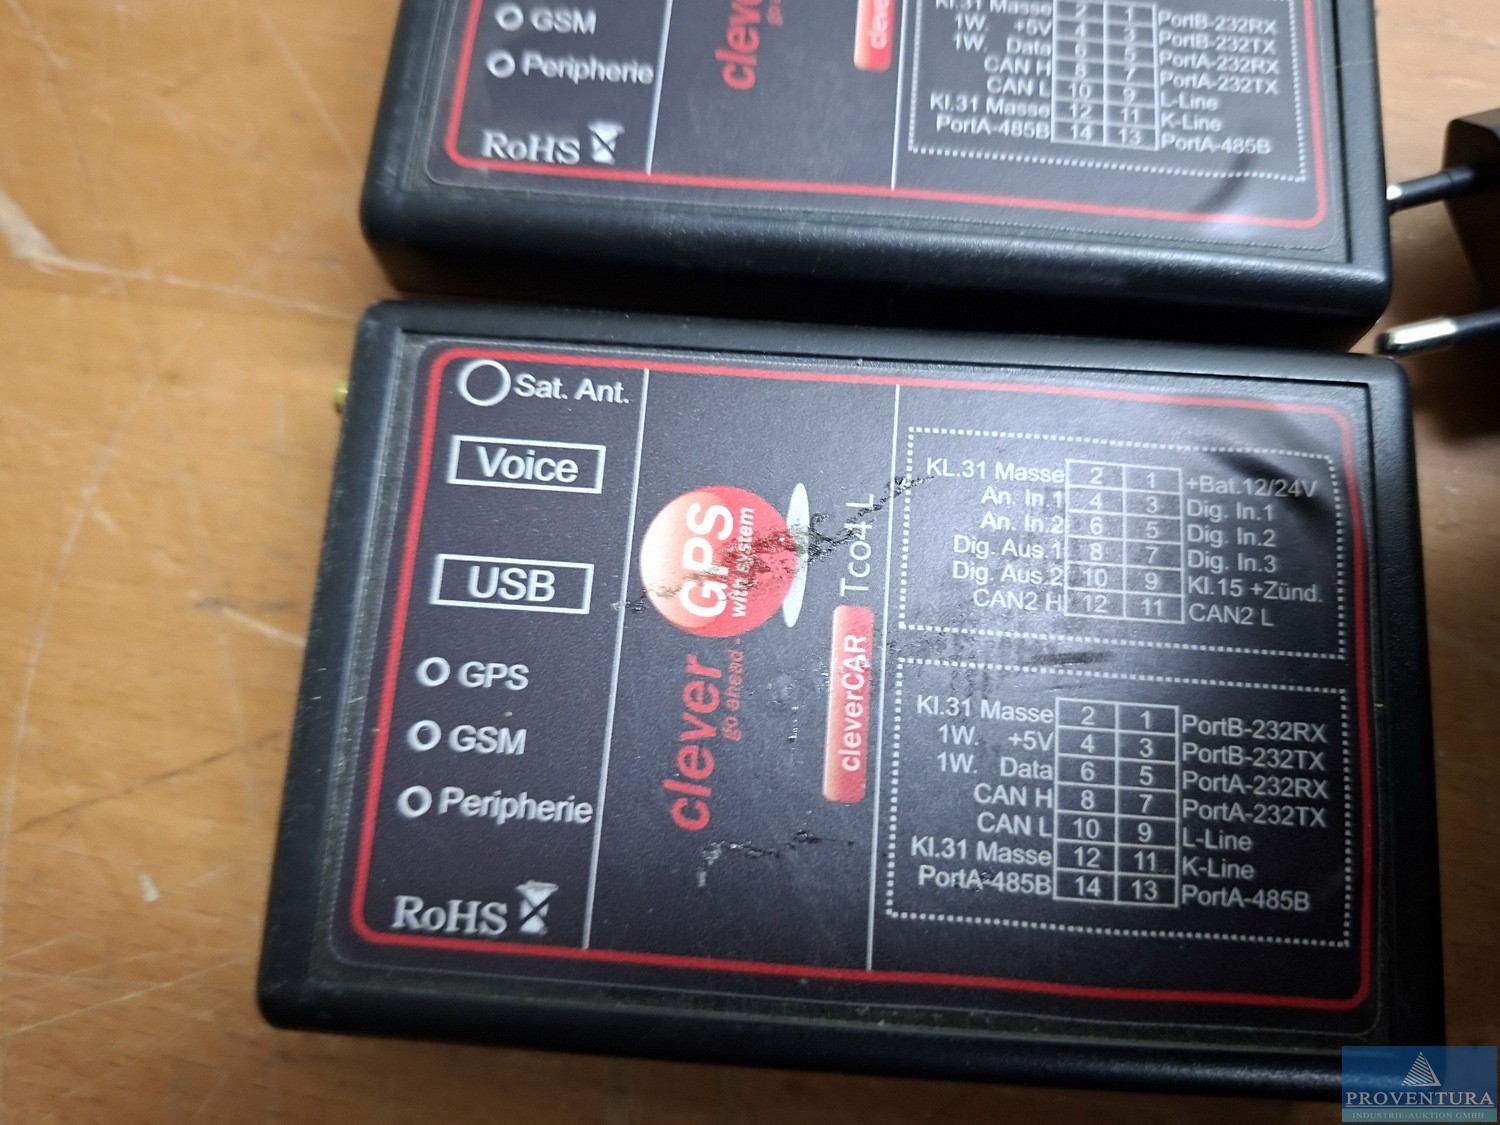 GSM
Peripherie
RoHS
cleve
go a
cleve
Kl.31 Masse 2 1 PortB-232RX
1W. +5V 4 3 PortB-232TX
1W. Data 6 5 PortA-232RX
CAN H 8 7 PortA-232TX
CAN L 10 9 L-Line
Kl.31 Masse 12 11 K-Line
PortA-485B 14 13 PortA-485B
Sat. Ant.
Voice
USB
GPS
GSM
Peripherie
RoHS
clever GPS
go ahead - with system
cleverCAR Tco4 L
KL.31 Masse 2 1 +Bat.12/24V
An. In.1 4 3 Dig. In.1
An. In.2 6 5 Dig. In.2
Dig. Aus.1 8 7 Dig. In.3
Dig. Aus.2 10 9 Kl.15 +Zünd.
CAN2 H 12 11 CAN2 L
Kl.31 Masse 2 1 PortB-232RX
1W. +5V 4 3 PortB-232TX
1W. Data 6 5 PortA-232RX
CAN H 8 7 PortA-232TX
CAN L 10 9 L-Line
Kl.31 Masse 12 11 K-Line
PortA-485B 14 13 PortA-485B
PROVENTURA
INDUSTRIE-AUKTION GMBH